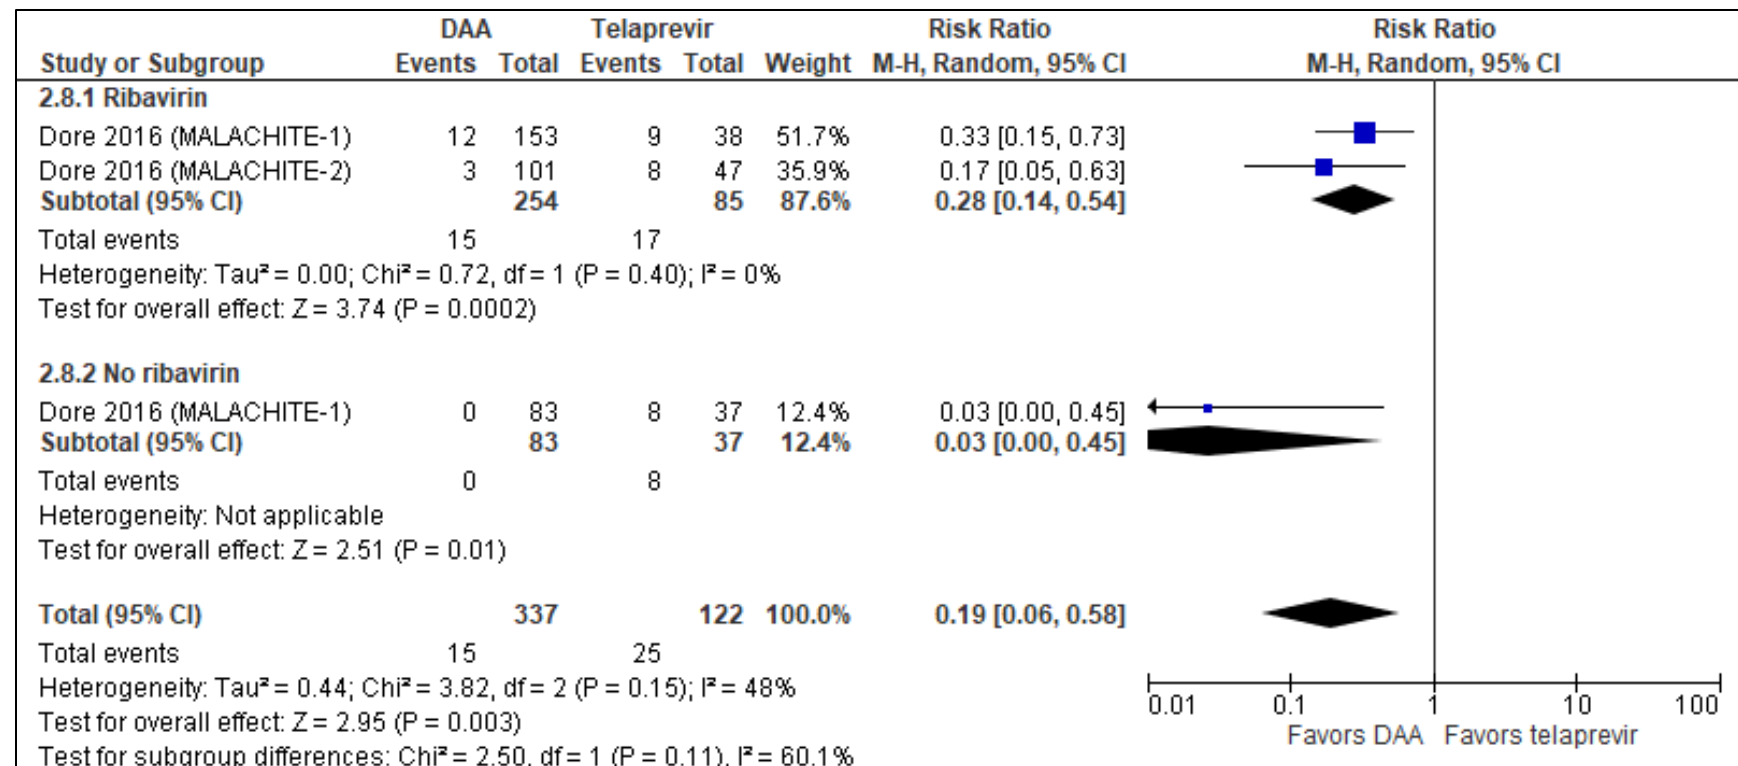 DAA Telaprevir Risk Ratio Risk Ratio
Study or Subgroup Events Total Events Total Weight M-H, Random, 95% CI M-H, Random, 95% CI
2.8.1 Ribavirin
Dore 2016 (MALACHITE-1) 12 153 9 38 51.7% 0.33 [0.15, 0.73]
Dore 2016 (MALACHITE-2) 3 101 8 47 35.9% 0.17 [0.05, 0.63]
Subtotal (95% CI) 254 85 87.6% 0.28 [0.14, 0.54]
Total events 15 17
Heterogeneity: Tau² = 0.00; Chi² = 0.72, df = 1 (P = 0.40); I² = 0%
Test for overall effect: Z = 3.74 (P = 0.0002)
2.8.2 No ribavirin
Dore 2016 (MALACHITE-1) 0 83 8 37 12.4% 0.03 [0.00, 0.45]
Subtotal (95% CI) 83 37 12.4% 0.03 [0.00, 0.45]
Total events 0 8
Heterogeneity: Not applicable
Test for overall effect: Z = 2.51 (P = 0.01)
Total (95% CI) 337 122 100.0% 0.19 [0.06, 0.58]
Total events 15 25
Heterogeneity: Tau² = 0.44; Chi² = 3.82, df = 2 (P = 0.15); I² = 48%
Test for overall effect: Z = 2.95 (P = 0.003)
Test for subgroup differences: Chi² = 2.50, df = 1 (P = 0.11), I² = 60.1%
0.01 0.1 1 10 100
Favors DAA Favors telaprevir